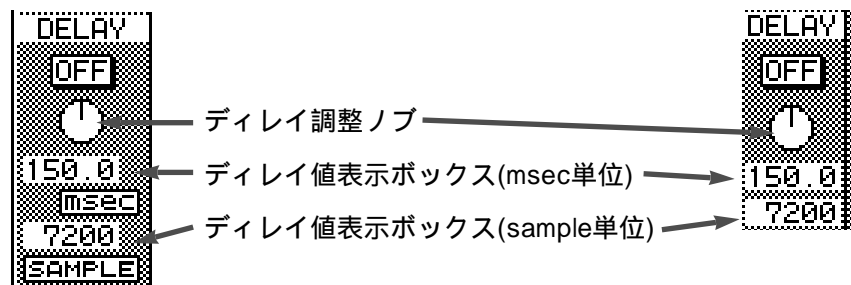 DELAY
OFF
150.0
msec
7200
SAMPLE
ディレイ調整ノブ
ディレイ値表示ボックス(msec単位)
ディレイ値表示ボックス(sample単位)
DELAY
OFF
150.0
7200